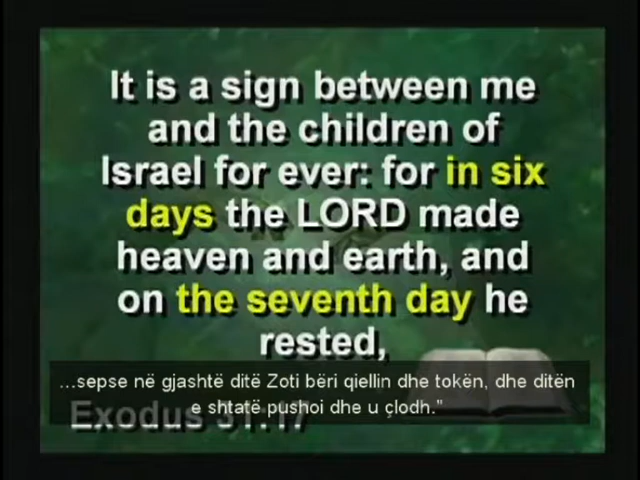 It is a sign between me
and the children of
Israel for ever: for in six
days the LORD made
heaven and earth, and
on the seventh day he
rested,
...sepse në gjashtë ditë Zoti bëri qiellin dhe tokën, dhe ditën
e shtatë pushoi dhe u çlodh."
Exodus 31:17